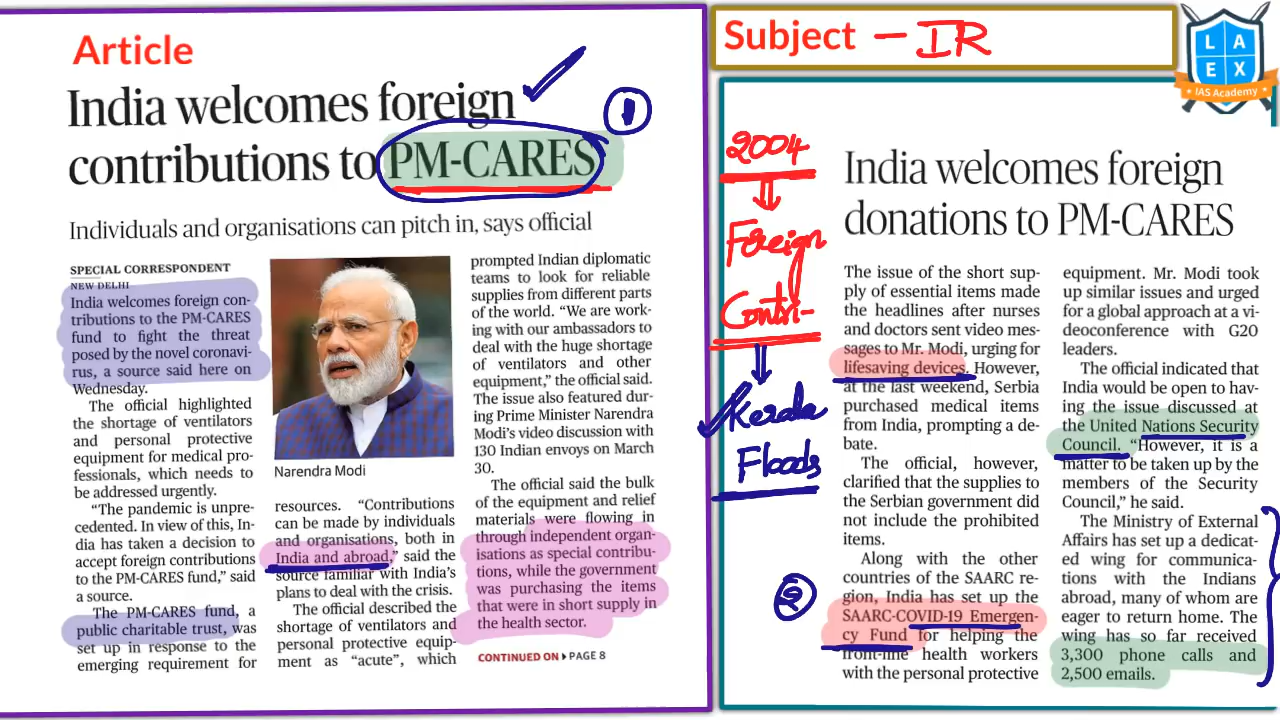 Article
India welcomes foreign
contributions to PM-CARES
1
Individuals and organisations can pitch in, says official
SPECIAL CORRESPONDENT
NEW DELHI
India welcomes foreign con-
tributions to the PM-CARES
fund to fight the threat
posed by the novel coronavi-
rus, a source said here on
Wednesday.
The official highlighted
the shortage of ventilators
and personal protective
equipment for medical pro-
fessionals, which needs to
be addressed urgently.
“The pandemic is unpre-
cedented. In view of this, In-
dia has taken a decision to
accept foreign contributions
to the PM-CARES fund,” said
a source.
The PM-CARES fund, a
public charitable trust, was
set up in response to the
emerging requirement for
Narendra Modi
resources. “Contributions
can be made by individuals
and organisations, both in
India and abroad,” said the
source familiar with India’s
plans to deal with the crisis.
The official described the
shortage of ventilators and
personal protective equip-
ment as “acute”, which
prompted Indian diplomatic
teams to look for reliable
supplies from different parts
of the world. “We are work-
ing with our ambassadors to
deal with the huge shortage
of ventilators and other
equipment,” the official said.
The issue also featured dur-
ing Prime Minister Narendra
Modi’s video discussion with
130 Indian envoys on March
30.
The official said the bulk
of the equipment and relief
materials were flowing in
through independent organ-
isations as special contribu-
tions, while the government
was purchasing the items
that were in short supply in
the health sector.
CONTINUED ON PAGE 8
Subject - IR
L A
E X
IAS Academy
2004
Foreign
Contri-
Kerala
Floods
2
India welcomes foreign
donations to PM-CARES
The issue of the short sup-
ply of essential items made
the headlines after nurses
and doctors sent video mes-
sages to Mr. Modi, urging for
lifesaving devices. However,
at the last weekend, Serbia
purchased medical items
from India, prompting a de-
bate.
The official, however,
clarified that the supplies to
the Serbian government did
not include the prohibited
items.
Along with the other
countries of the SAARC re-
gion, India has set up the
SAARC-COVID-19 Emergen-
cy Fund for helping the
front-line health workers
with the personal protective
equipment. Mr. Modi took
up similar issues and urged
for a global approach at a vi-
deoconference with G20
leaders.
The official indicated that
India would be open to hav-
ing the issue discussed at
the United Nations Security
Council. “However, it is a
matter to be taken up by the
members of the Security
Council,” he said.
The Ministry of External
Affairs has set up a dedicat-
ed wing for communica-
tions with the Indians
abroad, many of whom are
eager to return home. The
wing has so far received
3,300 phone calls and
2,500 emails.